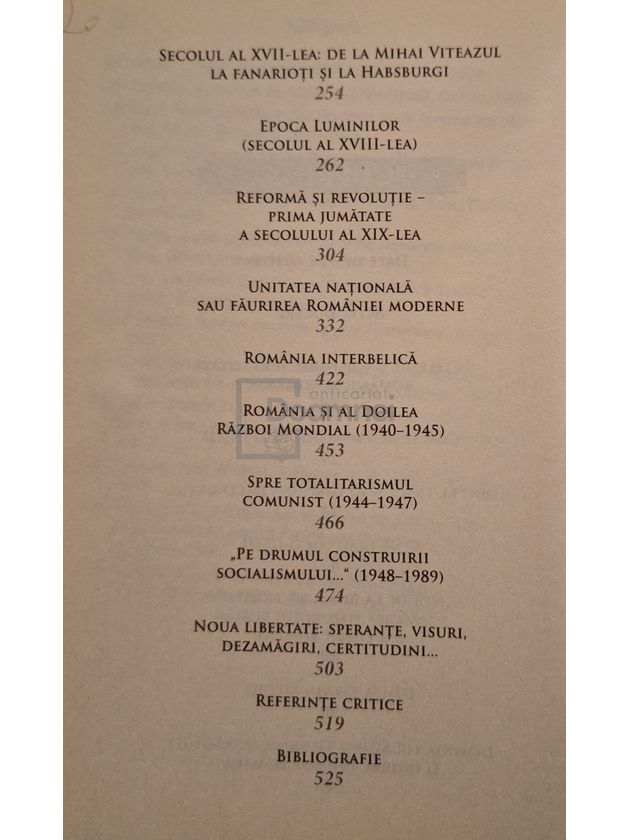 SECOLUL AL XVII-LEA: DE LA MIHAI VITEAZUL
LA FANARIOȚI ȘI LA HABSBURGI
254
EPOCA LUMINILOR
(SECOLUL AL XVIII-LEA)
262
REFORMĂ ȘI REVOLUȚIE –
PRIMA JUMĂTATE
A SECOLULUI AL XIX-LEA
304
UNITATEA NAȚIONALĂ
SAU FĂURIREA ROMÂNIEI MODERNE
332
ROMÂNIA INTERBELICĂ
422
anticariat
ROMÂNIA ȘI AL DOILEA
RĂZBOI MONDIAL (1940–1945)
453
SPRE TOTALITARISMUL
COMUNIST (1944–1947)
466
„PE DRUMUL CONSTRUIRII
SOCIALISMULUI...“ (1948–1989)
474
NOUA LIBERTATE: SPERANȚE, VISURI,
DEZAMĂGIRI, CERTITUDINI...
503
REFERINȚE CRITICE
519
BIBLIOGRAFIE
525